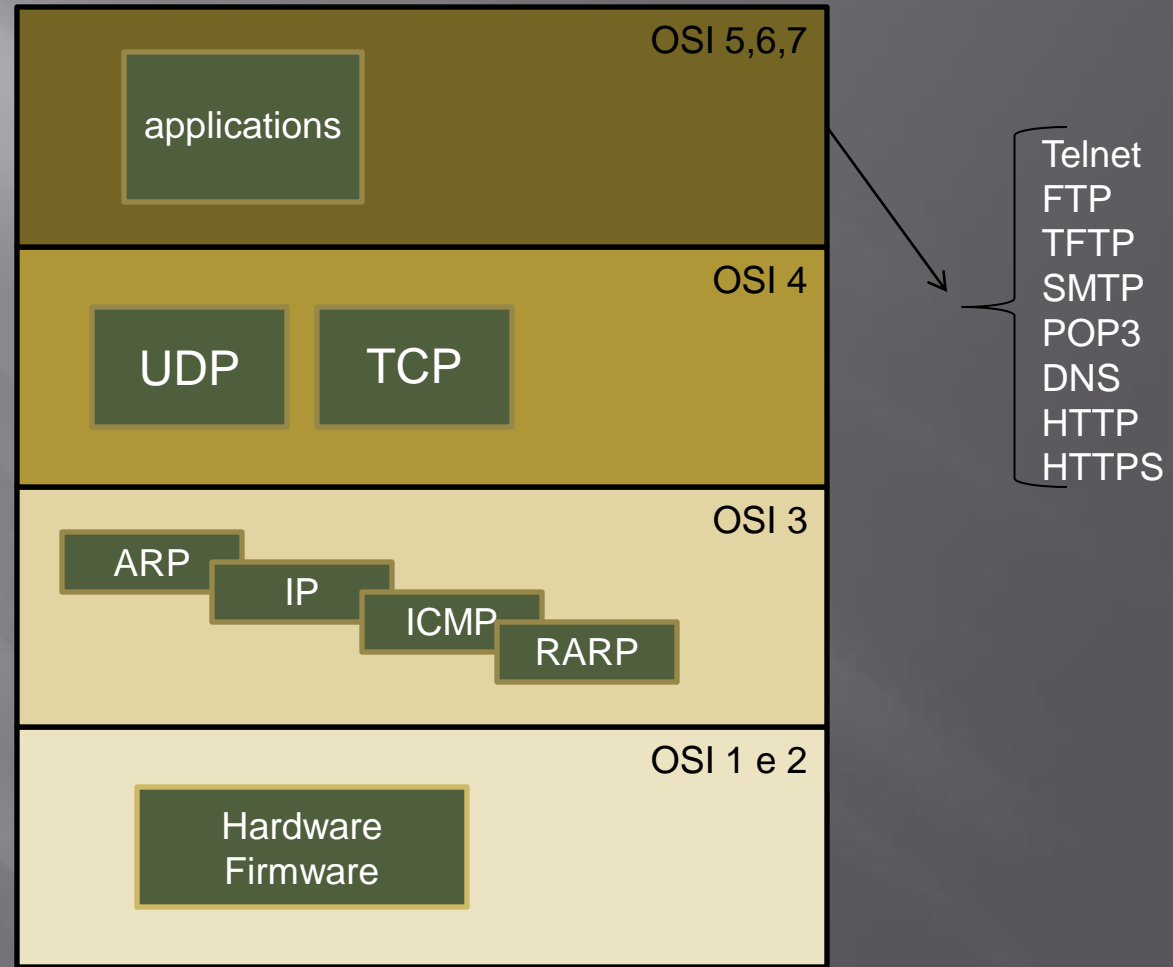 OSI 5,6,7
applications
Telnet
FTP
TFTP
SMTP
POP3
DNS
HTTP
HTTPS
OSI 4
UDP
TCP
OSI 3
ARP
IP
ICMP
RARP
OSI 1 e 2
Hardware
Firmware